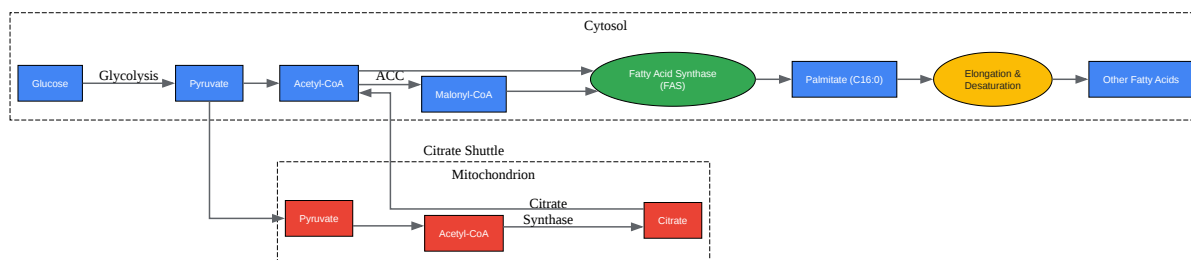 Cytosol
Glucose
Glycolysis
Pyruvate
Acetyl-CoA
ACC
Malonyl-CoA
Fatty Acid Synthase
(FAS)
Palmitate (C16:0)
Elongation &
Desaturation
Other Fatty Acids
Citrate Shuttle
Mitochondrion
Pyruvate
Acetyl-CoA
Citrate
Synthase
Citrate